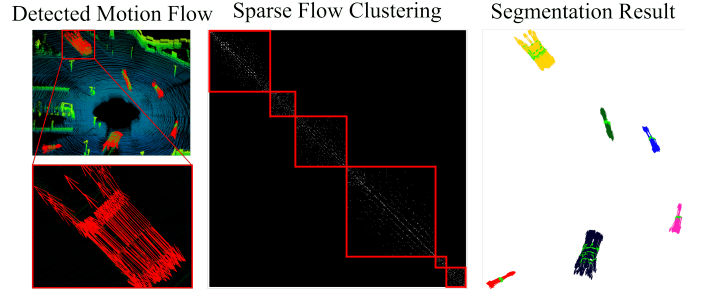 Detected Motion Flow
Sparse Flow Clustering
Segmentation Result